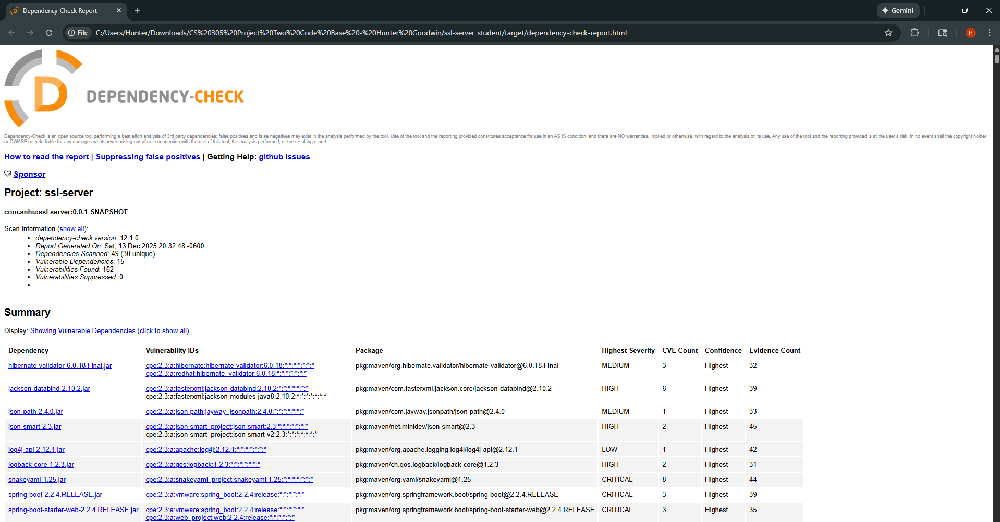 Dependency-Check Report
Gemini
File
C:/Users/Hunter/Downloads/CS%20305%20Project%20Two%20Code%20Base%20-%20Hunter%20Goodwin/ssl-server_student/target/dependency-check-report.html
H
D
DEPENDENCY-CHECK
Dependency-Check is an open source tool performing a best effort analysis of 3rd party dependencies; false positives and false negatives may exist in the analysis performed by the tool. Use of the tool and the reporting provided constitutes acceptance for use in an AS IS condition, and there are NO warranties, implied or otherwise, with regard to the analysis or its use. Any use of the tool and the reporting provided is at the user's risk. In no event shall the copyright holder
or OWASP be held liable for any damages whatsoever arising out of or in connection with the use of this tool, the analysis performed, or the resulting report.
How to read the report | Suppressing false positives | Getting Help: github issues
Sponsor
Project: ssl-server
com.snhu:ssl-server:0.0.1-SNAPSHOT
Scan Information (show all):
• dependency-check version: 12.1.0
• Report Generated On: Sat, 13 Dec 2025 20:32:48 -0600
• Dependencies Scanned: 49 (30 unique)
• Vulnerable Dependencies: 15
• Vulnerabilities Found: 162
• Vulnerabilities Suppressed: 0
• ...
Summary
Display: Showing Vulnerable Dependencies (click to show all)
Dependency Vulnerability IDs Package Highest Severity CVE Count Confidence Evidence Count
hibernate-validator-6.0.18.Final.jar cpe:2.3:a:hibernate:hibernate-validator:6.0.18:*:*:*:*:*:*:* pkg:maven/org.hibernate.validator/hibernate-validator@6.0.18.Final MEDIUM 3 Highest 32
cpe:2.3:a:redhat:hibernate_validator:6.0.18:*:*:*:*:*:*:*
jackson-databind-2.10.2.jar cpe:2.3:a:fasterxml:jackson-databind:2.10.2:*:*:*:*:*:*:* pkg:maven/com.fasterxml.jackson.core/jackson-databind@2.10.2 HIGH 6 Highest 39
cpe:2.3:a:fasterxml:jackson-modules-java8:2.10.2:*:*:*:*:*:*:*
json-path-2.4.0.jar cpe:2.3:a:json-path:jayway_jsonpath:2.4.0:*:*:*:*:*:*:* pkg:maven/com.jayway.jsonpath/json-path@2.4.0 MEDIUM 1 Highest 33
json-smart-2.3.jar cpe:2.3:a:json-smart_project:json-smart:2.3:*:*:*:*:*:*:* pkg:maven/net.minidev/json-smart@2.3 HIGH 2 Highest 45
cpe:2.3:a:json-smart_project:json-smart-v2:2.3:*:*:*:*:*:*:*
log4j-api-2.12.1.jar cpe:2.3:a:apache:log4j:2.12.1:*:*:*:*:*:*:* pkg:maven/org.apache.logging.log4j/log4j-api@2.12.1 LOW 1 Highest 42
logback-core-1.2.3.jar cpe:2.3:a:qos:logback:1.2.3:*:*:*:*:*:*:* pkg:maven/ch.qos.logback/logback-core@1.2.3 HIGH 2 Highest 31
snakeyaml-1.25.jar cpe:2.3:a:snakeyaml_project:snakeyaml:1.25:*:*:*:*:*:*:* pkg:maven/org.yaml/snakeyaml@1.25 CRITICAL 8 Highest 44
spring-boot-2.2.4.RELEASE.jar cpe:2.3:a:vmware:spring_boot:2.2.4:release:*:*:*:*:*:* pkg:maven/org.springframework.boot/spring-boot@2.2.4.RELEASE CRITICAL 3 Highest 39
spring-boot-starter-web-2.2.4.RELEASE.jar cpe:2.3:a:vmware:spring_boot:2.2.4:release:*:*:*:*:*:* pkg:maven/org.springframework.boot/spring-boot-starter-web@2.2.4.RELEASE CRITICAL 3 Highest 35
cpe:2.3:a:web_project:web:2.2.4:release:*:*:*:*:*:*